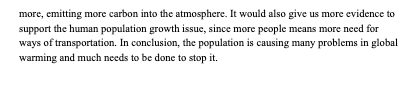 more, emitting more carbon into the atmosphere. It would also give us more evidence to
support the human population growth issue, since more people means more need for
ways of transportation. In conclusion, the population is causing many problems in global
warming and much needs to be done to stop it.